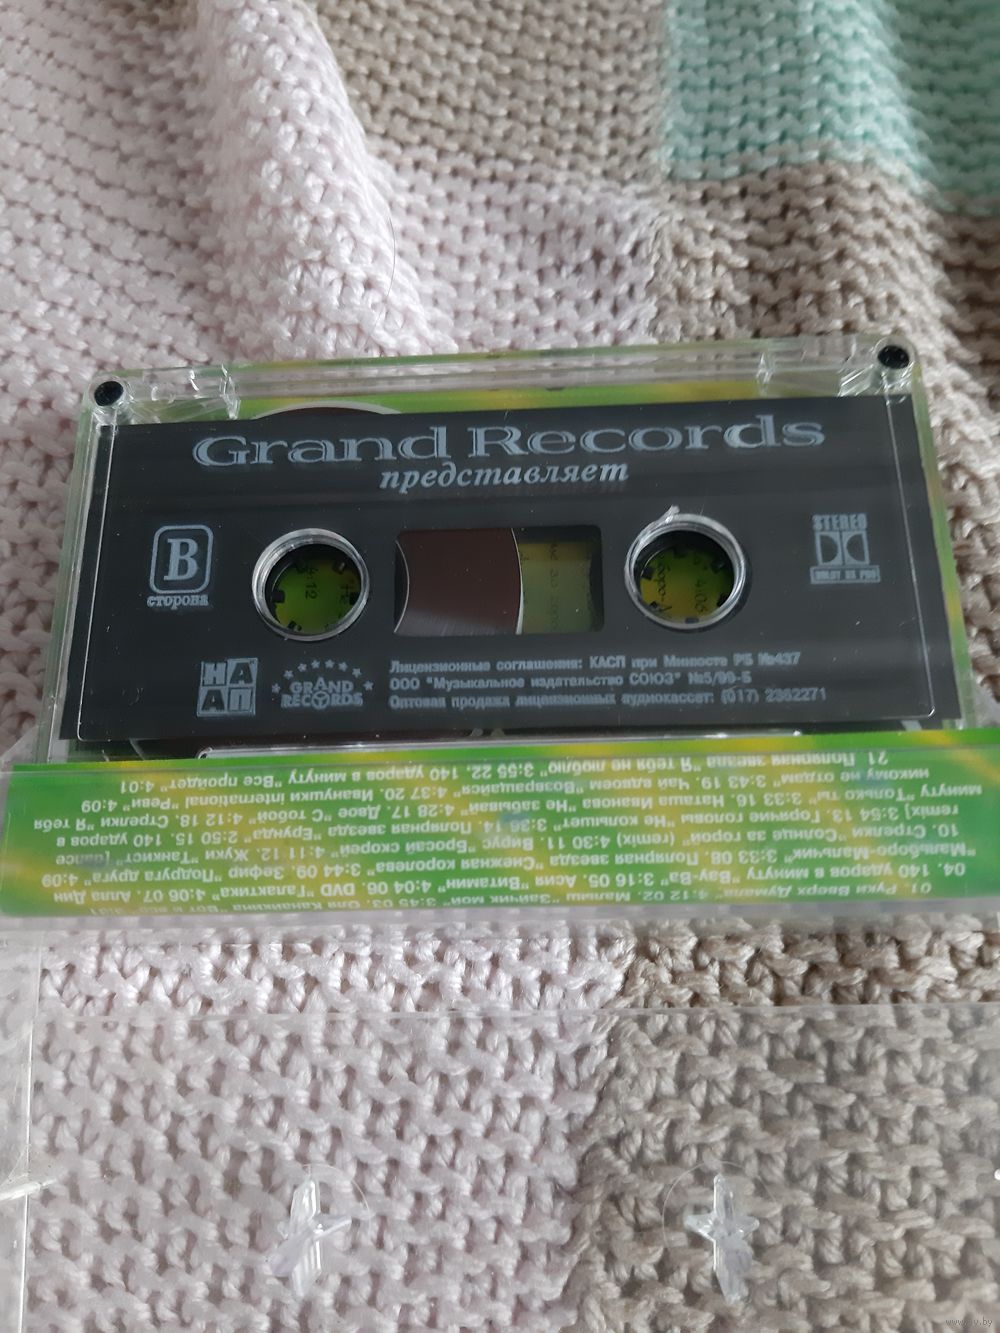 Grand Records
представляет
B
сторона
STEREO
НА
АП
GRAND
RECORDS
Лицензионные соглашения: КАСП при Минюсте РБ №437
ООО "Музыкальное издательство СОЮЗ" №5/99-Б
Оптовая продажа лицензионных аудиокассет: (017) 2362271
4:12
01. Руки Вверх 4:12 02. Малыш "Зайчик мой" 3:45 03. Оля
04. 140 ударов в минуту "Вау-Ва" 3:16 05. Асия "Витамин" 4:04 06. DVD "Галактика" 4:06 07. Алла Дин
"Мальборо-Мальчик" 3:33 08. Полярная звезда "Снежная королева" 3:44 09. Зефир "Подруга друга" 4:09
10. Стрелки "Солнце за горой" (remix) 4:30 11. Вирус "Бросай скорей" 4:11 12. Жуки "Танкист" [dance
remix] 3:54 13. Горячие головы "Не колышет" 3:36 14. Полярная звезда "Ерунда" 2:50 15. 140 ударов в
минуту "Только ты" 3:33 16. Наташа Иванова "Не забывай" 4:28 17. Двое "С тобой" 4:12 18. Стрелки "Я тебя
никому не отдам" 3:43 19. Чай вдвоем "Возвращайся" 4:37 20. Иванушки international "Реви" 4:09
21. Полярная звезда "Я тебя не люблю" 3:55 22. 140 ударов в минуту "Все пройдет" 4:01